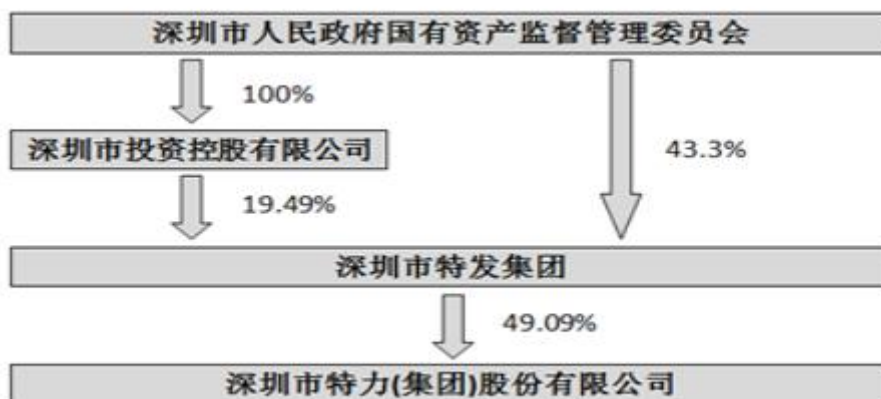 深圳市人民政府国有资产监督管理委员会
100%
深圳市投资控股有限公司
43.3%
19.49%
深圳市特发集团
49.09%
深圳市特力(集团)股份有限公司